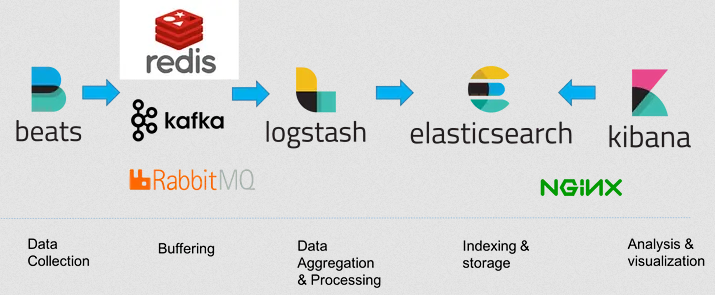 redis
beats
kafka
logstash
elasticsearch
kibana
RabbitMQ
NGINX
Data
Collection
Buffering
Data
Aggregation
& Processing
Indexing &
storage
Analysis &
visualization